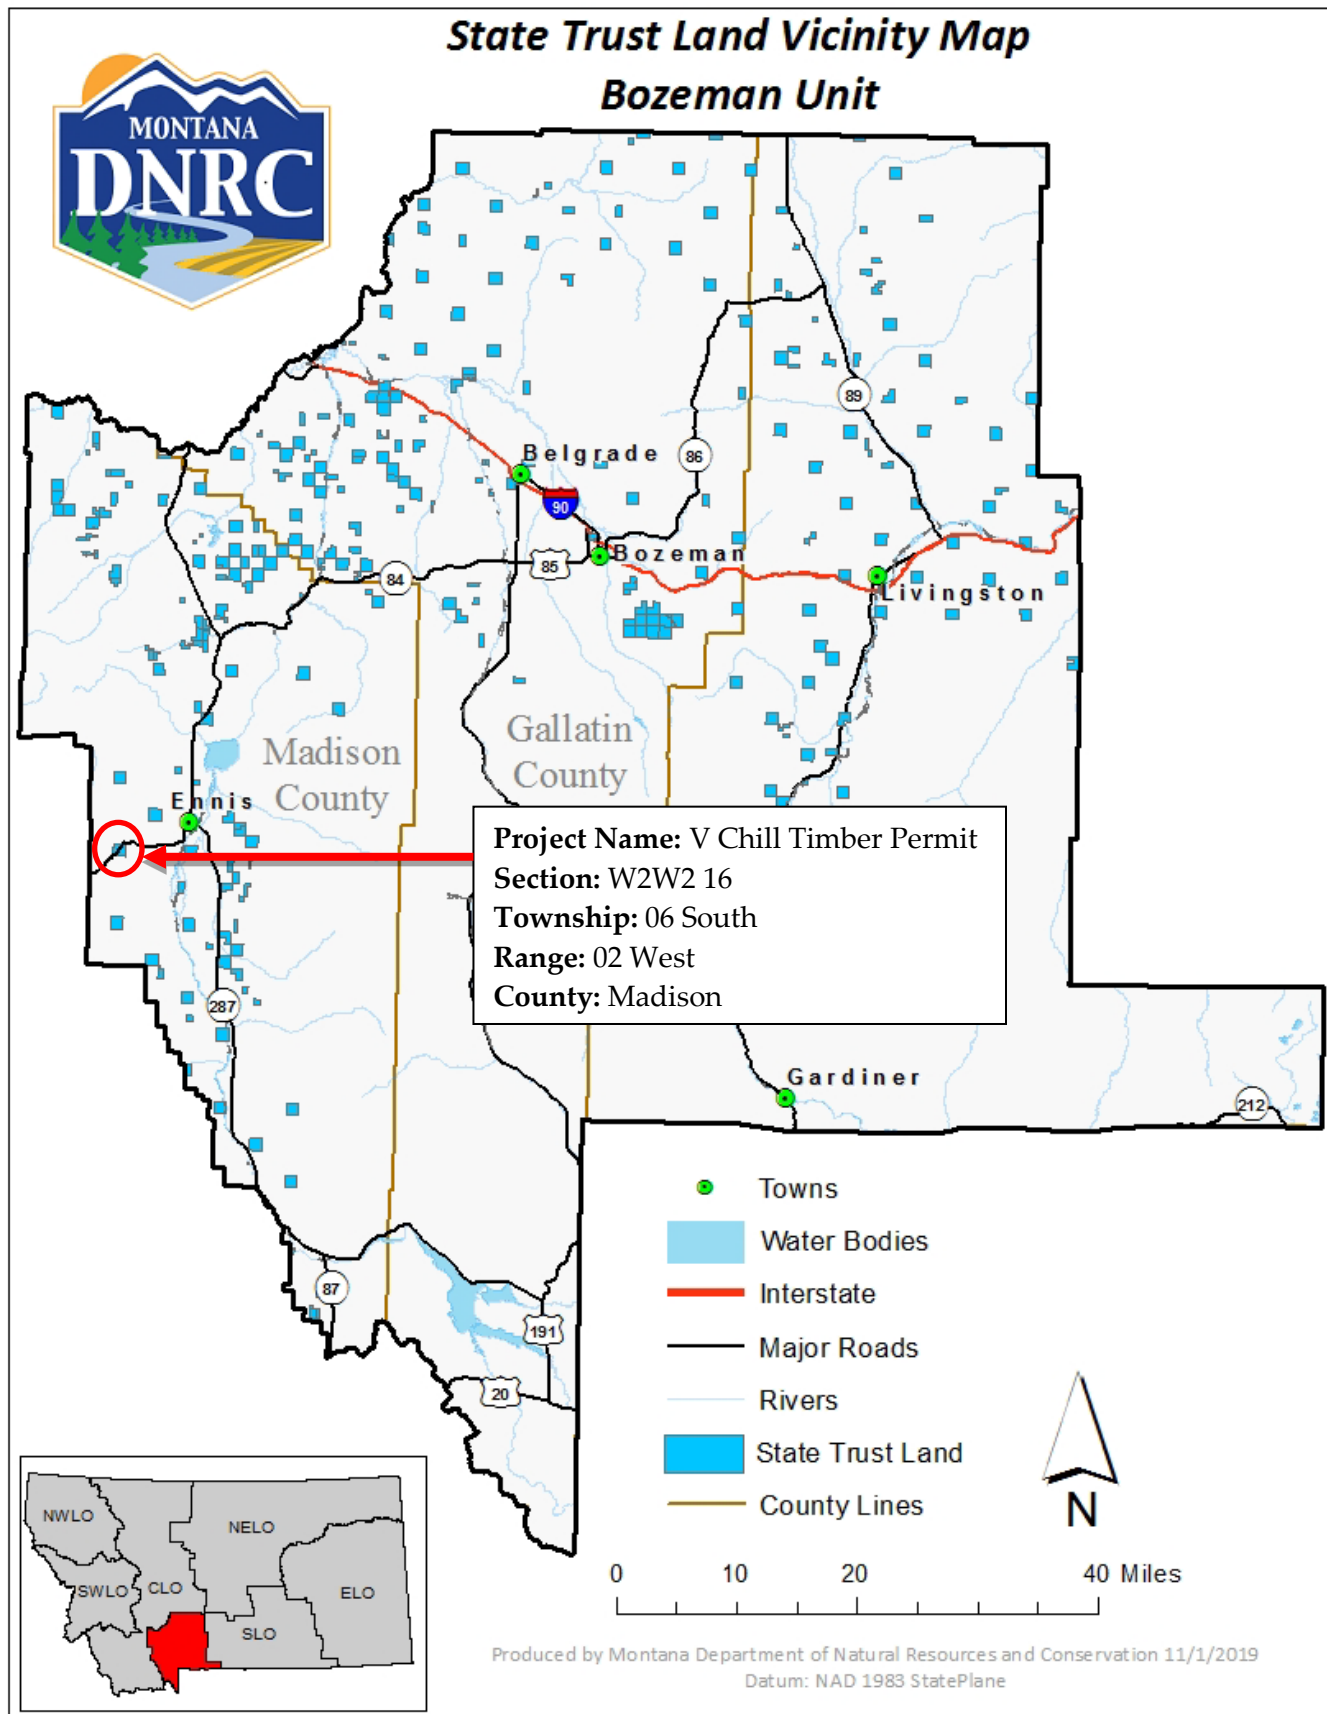 State Trust Land Vicinity Map
Bozeman Unit
MONTANA
DNRC
89
Belgrade
86
90
Bozeman
85
84
Livingston
Gallatin
County
Madison
County
Ennis
Project Name: V Chill Timber Permit
Section: W2W2 16
Township: 06 South
Range: 02 West
County: Madison
287
Gardiner
212
87
191
20
Towns
Water Bodies
Interstate
Major Roads
Rivers
State Trust Land
County Lines
N
0 10 20 40 Miles
NWLO
NELO
SWLO
CLO
ELO
SLO
Produced by Montana Department of Natural Resources and Conservation 11/1/2019
Datum: NAD 1983 StatePlane